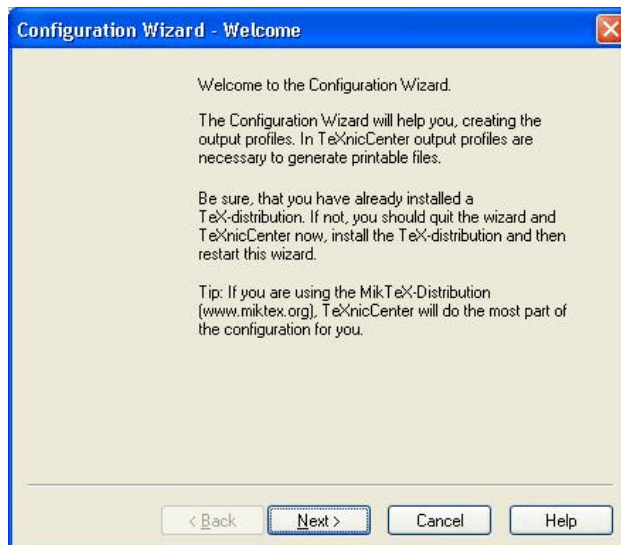 Configuration Wizard - Welcome
Welcome to the Configuration Wizard.
The Configuration Wizard will help you, creating the
output profiles. In TeXnicCenter output profiles are
necessary to generate printable files.
Be sure, that you have already installed a
TeX-distribution. If not, you should quit the wizard and
TeXnicCenter now, install the TeX-distribution and then
restart this wizard.
Tip: If you are using the MikTeX-Distribution
(www.miktex.org), TeXnicCenter will do the most part of
the configuration for you.
< Back Next > Cancel Help